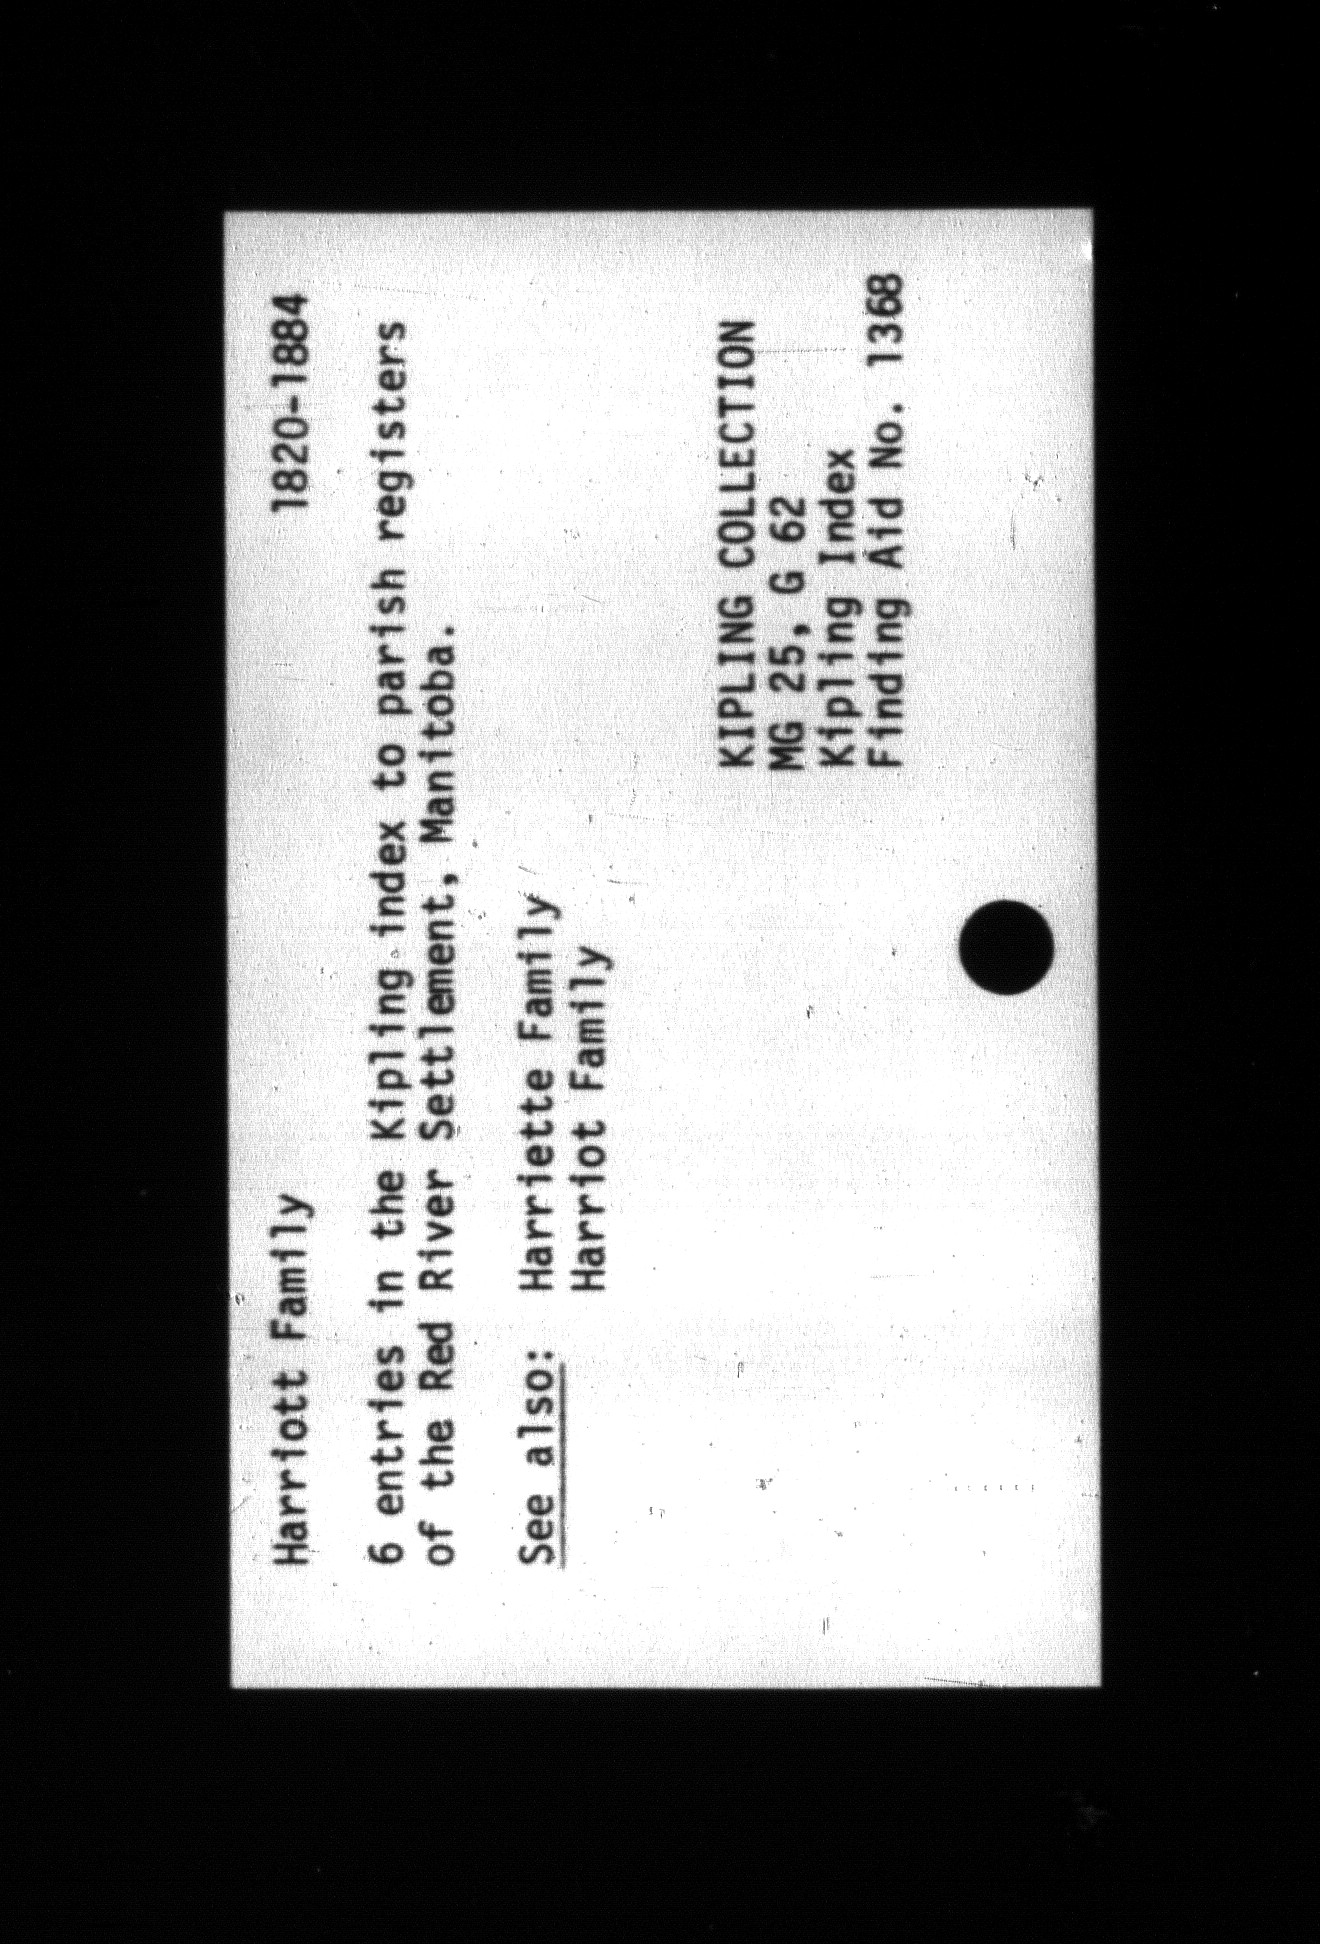 Harriott Family 1820-1884
6 entries in the Kipling index to parish registers
of the Red River Settlement, Manitoba.
See also: Harriette Family
Harriot Family
KIPLING COLLECTION
MG 25, G 62
Kipling Index
Finding Aid No. 1368